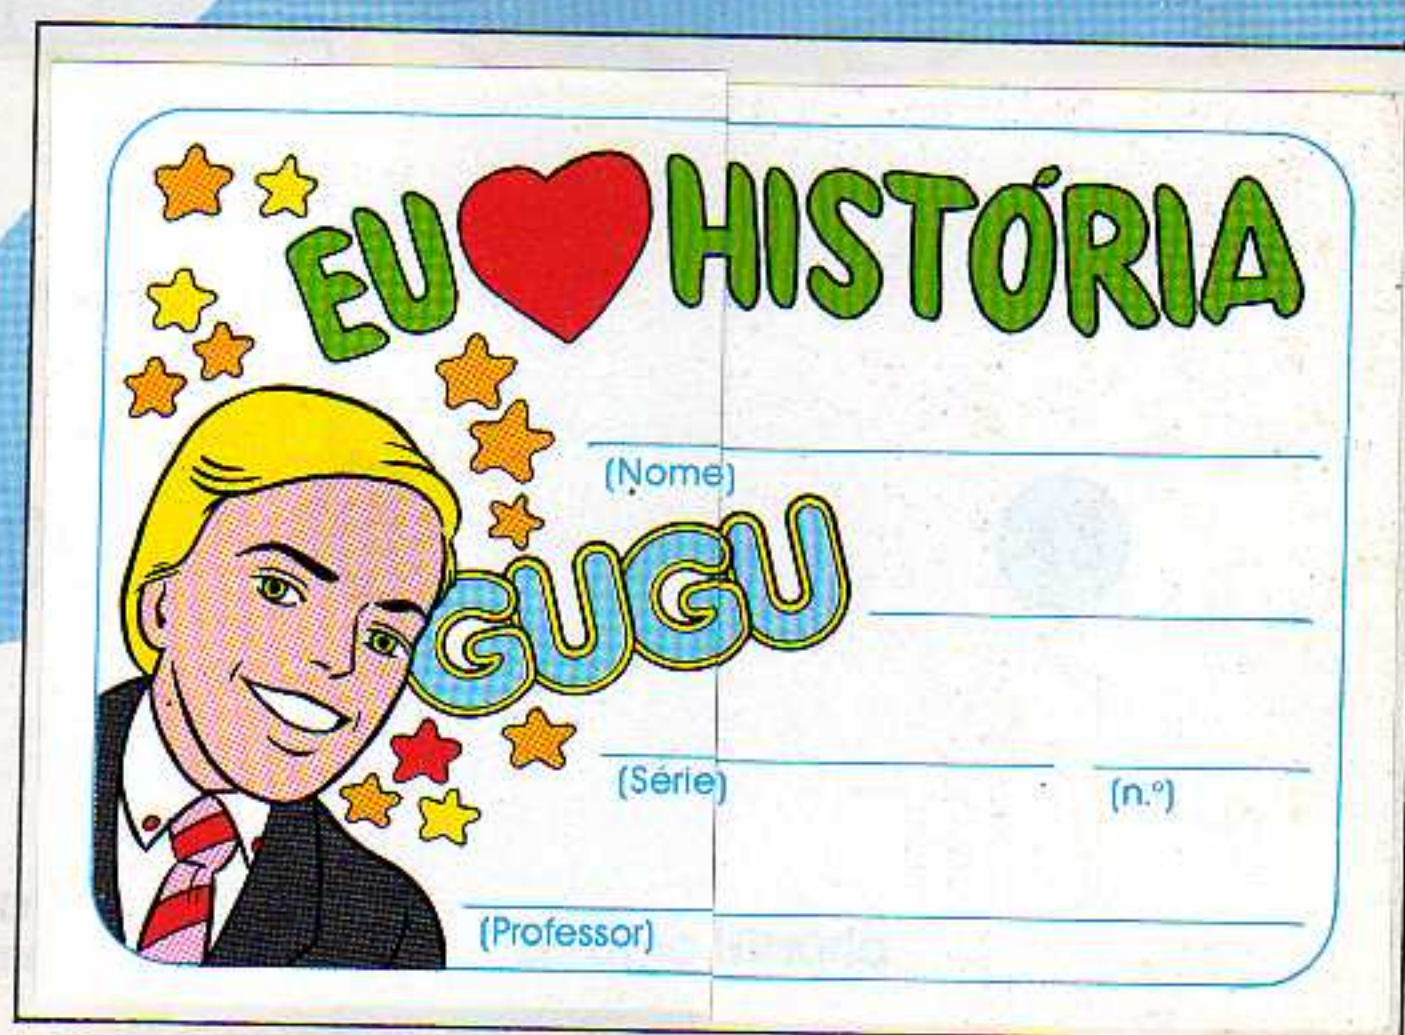 EU ❤ HISTÓRIA
(Nome)
GUGU
(Série) (n.º)
(Professor)